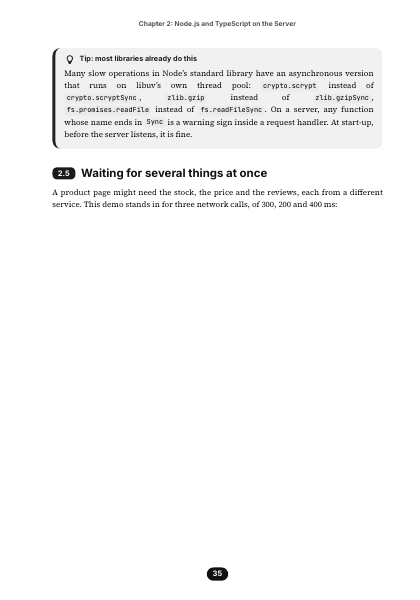 Chapter 2: Node.js and TypeScript on the Server
Tip: most libraries already do this
Many slow operations in Node's standard library have an asynchronous version
that runs on libuv's own thread pool: crypto.scrypt instead of
crypto.scryptSync, zlib.gzip instead of zlib.gzipSync,
fs.promises.readFile instead of fs.readFileSync. On a server, any function
whose name ends in Sync is a warning sign inside a request handler. At start-up,
before the server listens, it is fine.
2.5 Waiting for several things at once
A product page might need the stock, the price and the reviews, each from a different
service. This demo stands in for three network calls, of 300, 200 and 400 ms:
35